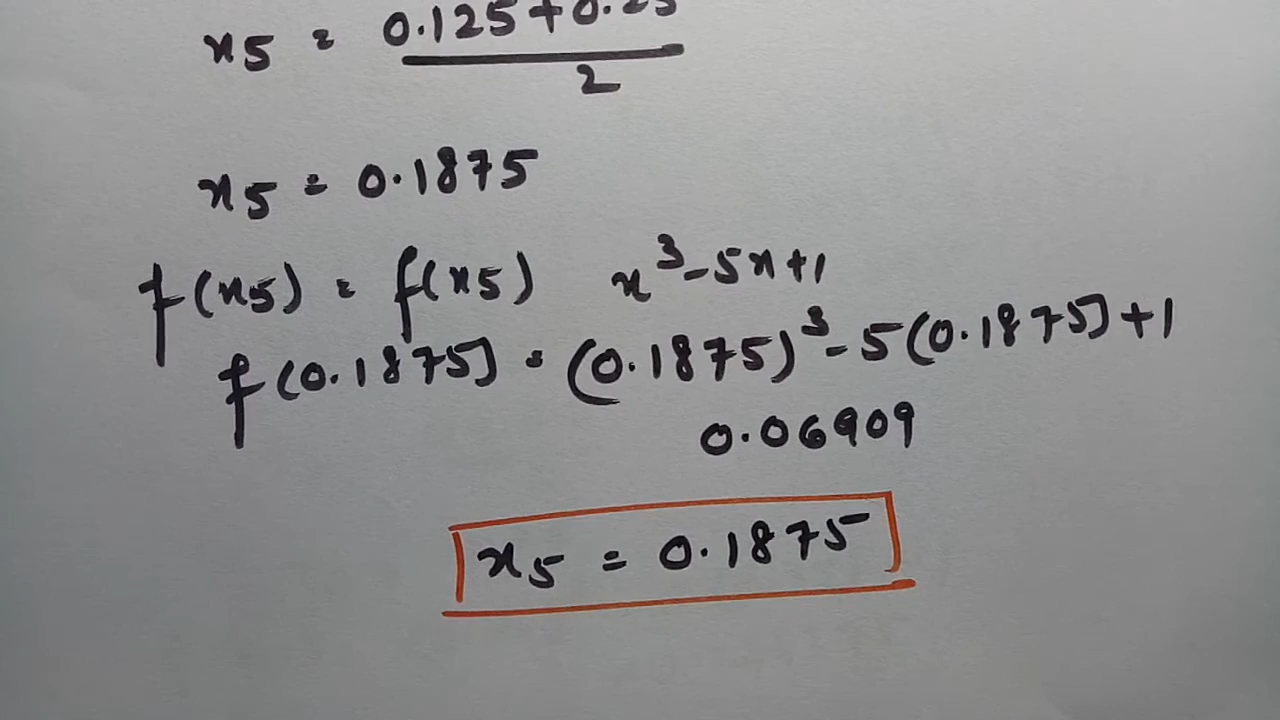 x5 = 0.125+0.25
2
x5 = 0.1875
f(x5) = f(x5) x³-5x+1
f(0.1875] = (0.1875)³-5(0.1875]+1
0.06909
x5 = 0.1875